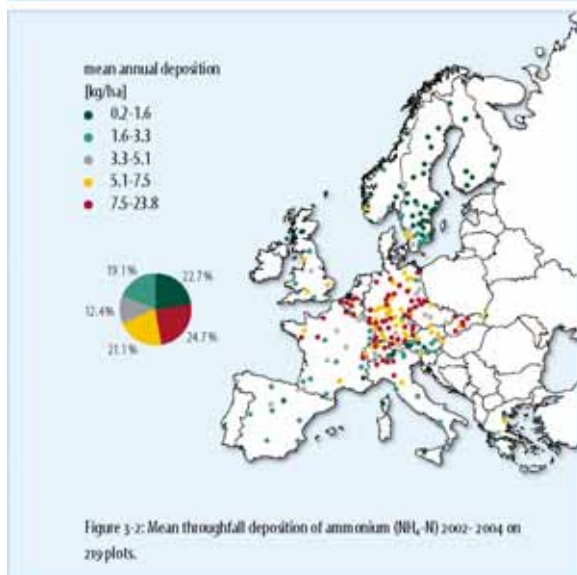 mean annual deposition
[kg/ha]
0.2-1.6
1.6-3.3
3.3-5.1
5.1-7.5
7.5-23.8
19.1%
22.7%
12.4%
21.1%
24.7%
Figure 3-2: Mean throughfall deposition of ammonium (NH₄-N) 2002- 2004 on
219 plots.